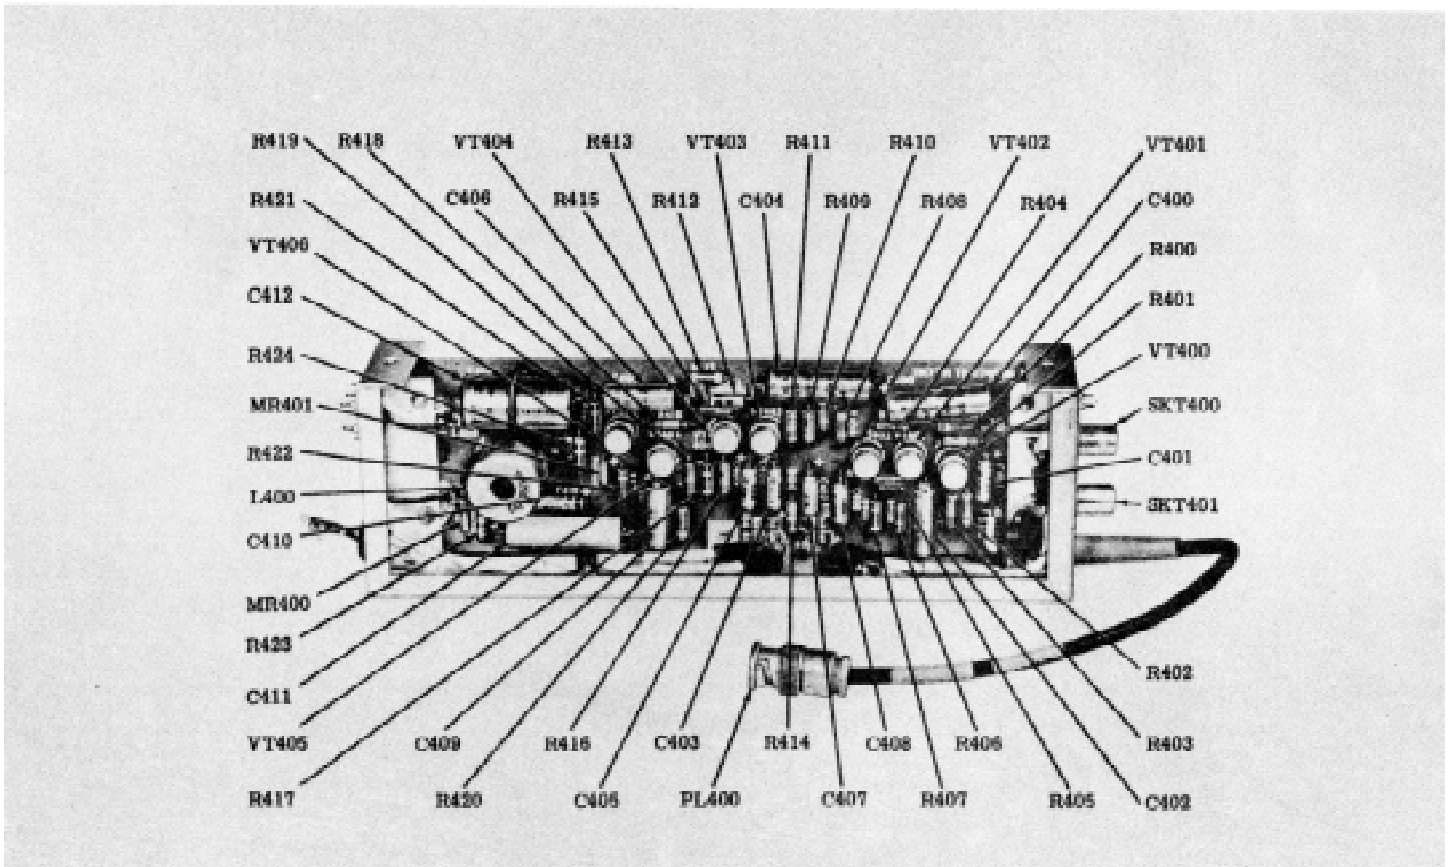 R419 R418 VT404 R413 VT403 R411 R410 VT402 VT401
R421 C406 R415 R412 C404 R409 R408 R404 C400
VT406 R400
C412 R401
R424 VT400
MR401 SKT400
R422 C401
L400 SKT401
C410
MR400
R423 R402
C411
VT405 C409 R416 C403 R414 C408 R406 R403
R417 R420 C405 PL400 C407 R407 R405 C402